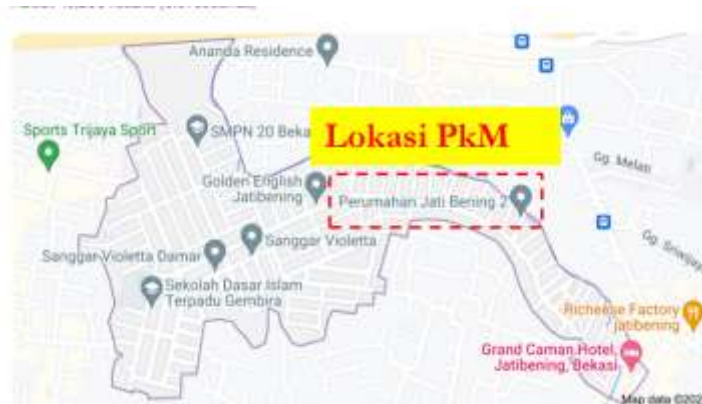 Ananda Residence
Sports Trijaya Sport
SMPN 20 Beka
Lokasi PkM
Gg. Melati
Golden English
Jatibening
Perumahan Jati Bening 2
Sanggar Violetta
Sanggar Violetta Damar
Gg. Sriwijay
Sekolah Dasar Islam
Terpadu Gembira
Richeese Factory
jatibening
Grand Caman Hotel,
Jatibening, Bekasi
Map data ©202